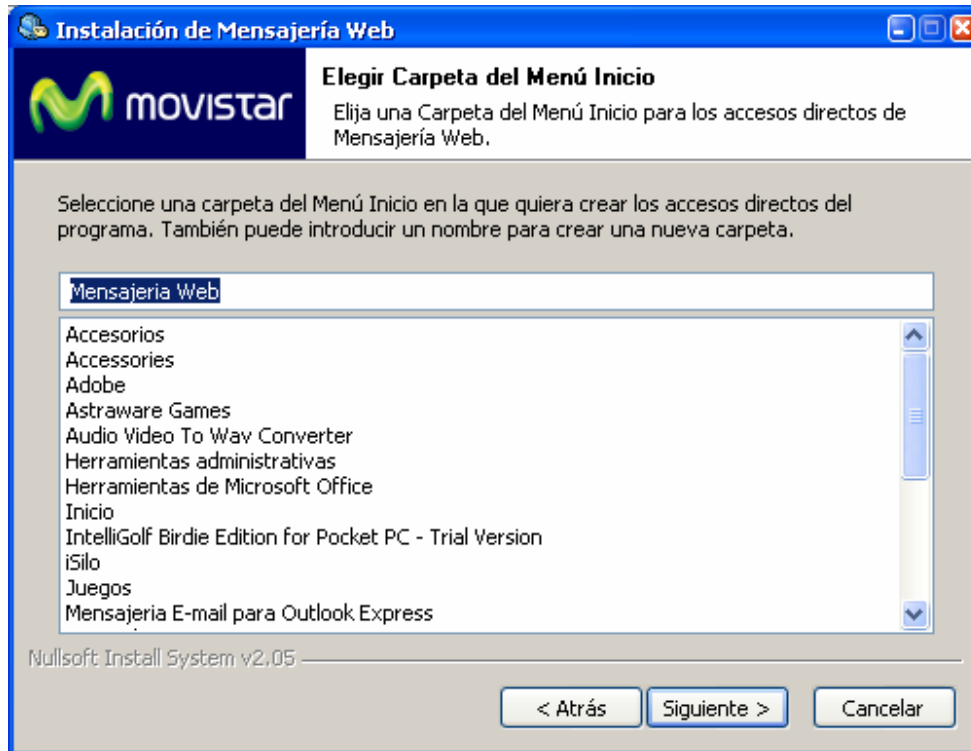 Instalación de Mensajería Web
movistar
Elegir Carpeta del Menú Inicio
Elija una Carpeta del Menú Inicio para los accesos directos de
Mensajería Web.
Seleccione una carpeta del Menú Inicio en la que quiera crear los accesos directos del
programa. También puede introducir un nombre para crear una nueva carpeta.
Mensajeria Web
Accesorios
Accessories
Adobe
Astraware Games
Audio Video To Wav Converter
Herramientas administrativas
Herramientas de Microsoft Office
Inicio
IntelliGolf Birdie Edition for Pocket PC - Trial Version
iSilo
Juegos
Mensajeria E-mail para Outlook Express
Nullsoft Install System v2.05
< Atrás
Siguiente >
Cancelar